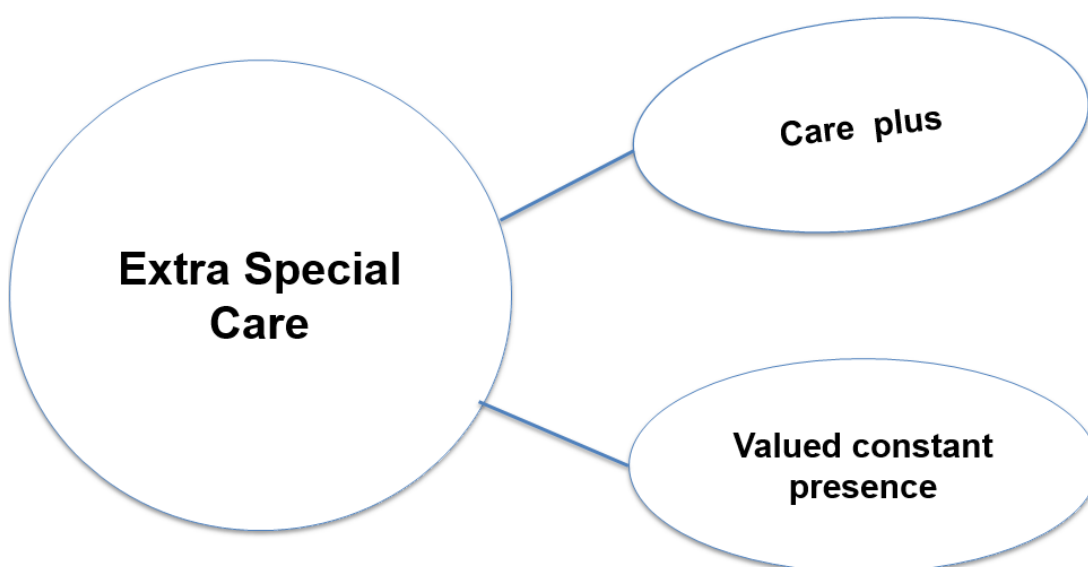 Extra Special
Care
Care plus
Valued constant
presence